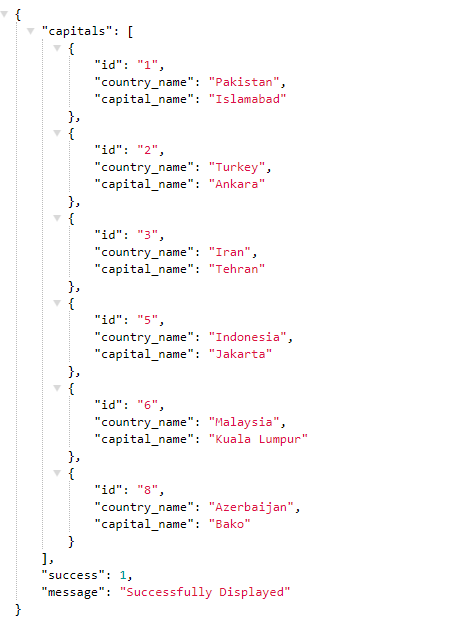 {
"capitals": [
{
"id": "1",
"country_name": "Pakistan",
"capital_name": "Islamabad"
},
{
"id": "2",
"country_name": "Turkey",
"capital_name": "Ankara"
},
{
"id": "3",
"country_name": "Iran",
"capital_name": "Tehran"
},
{
"id": "5",
"country_name": "Indonesia",
"capital_name": "Jakarta"
},
{
"id": "6",
"country_name": "Malaysia",
"capital_name": "Kuala Lumpur"
},
{
"id": "8",
"country_name": "Azerbaijan",
"capital_name": "Bako"
}
],
"success": 1,
"message": "Successfully Displayed"
}